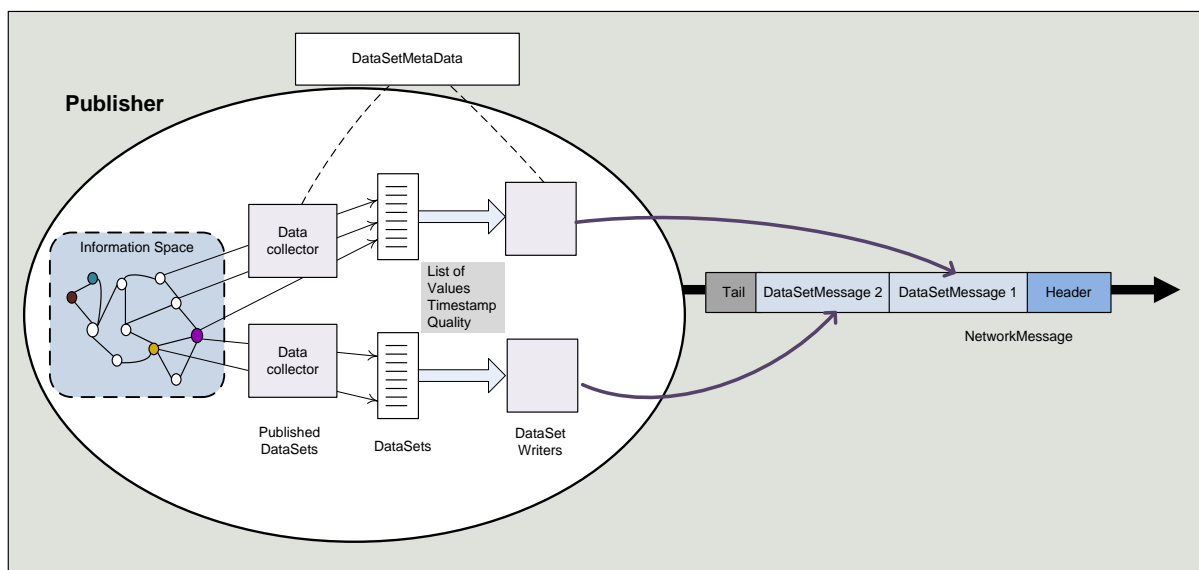 DataSetMetaData
Publisher
Information Space
Data
collector
List of
Values
Timestamp
Quality
Data
collector
Published
DataSets
DataSets
DataSet
Writers
Tail
DataSetMessage 2
DataSetMessage 1
Header
NetworkMessage